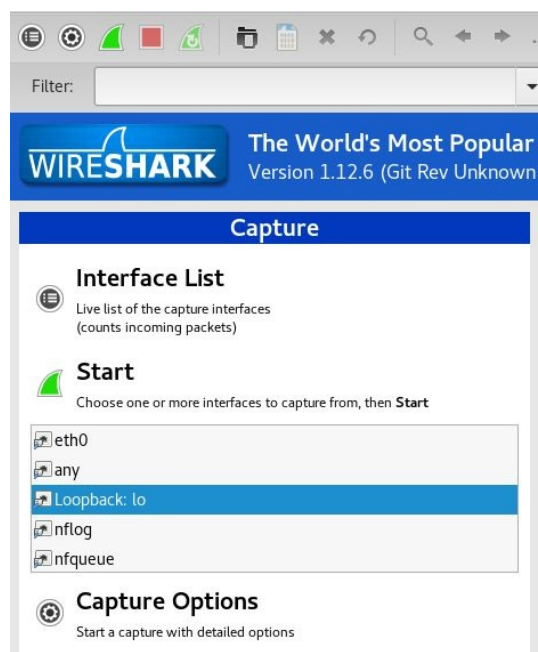 Filter:
WIRESHARK
The World's Most Popular
Version 1.12.6 (Git Rev Unknown
Capture
Interface List
Live list of the capture interfaces
(counts incoming packets)
Start
Choose one or more interfaces to capture from, then Start
eth0
any
Loopback: lo
nflog
nfqueue
Capture Options
Start a capture with detailed options